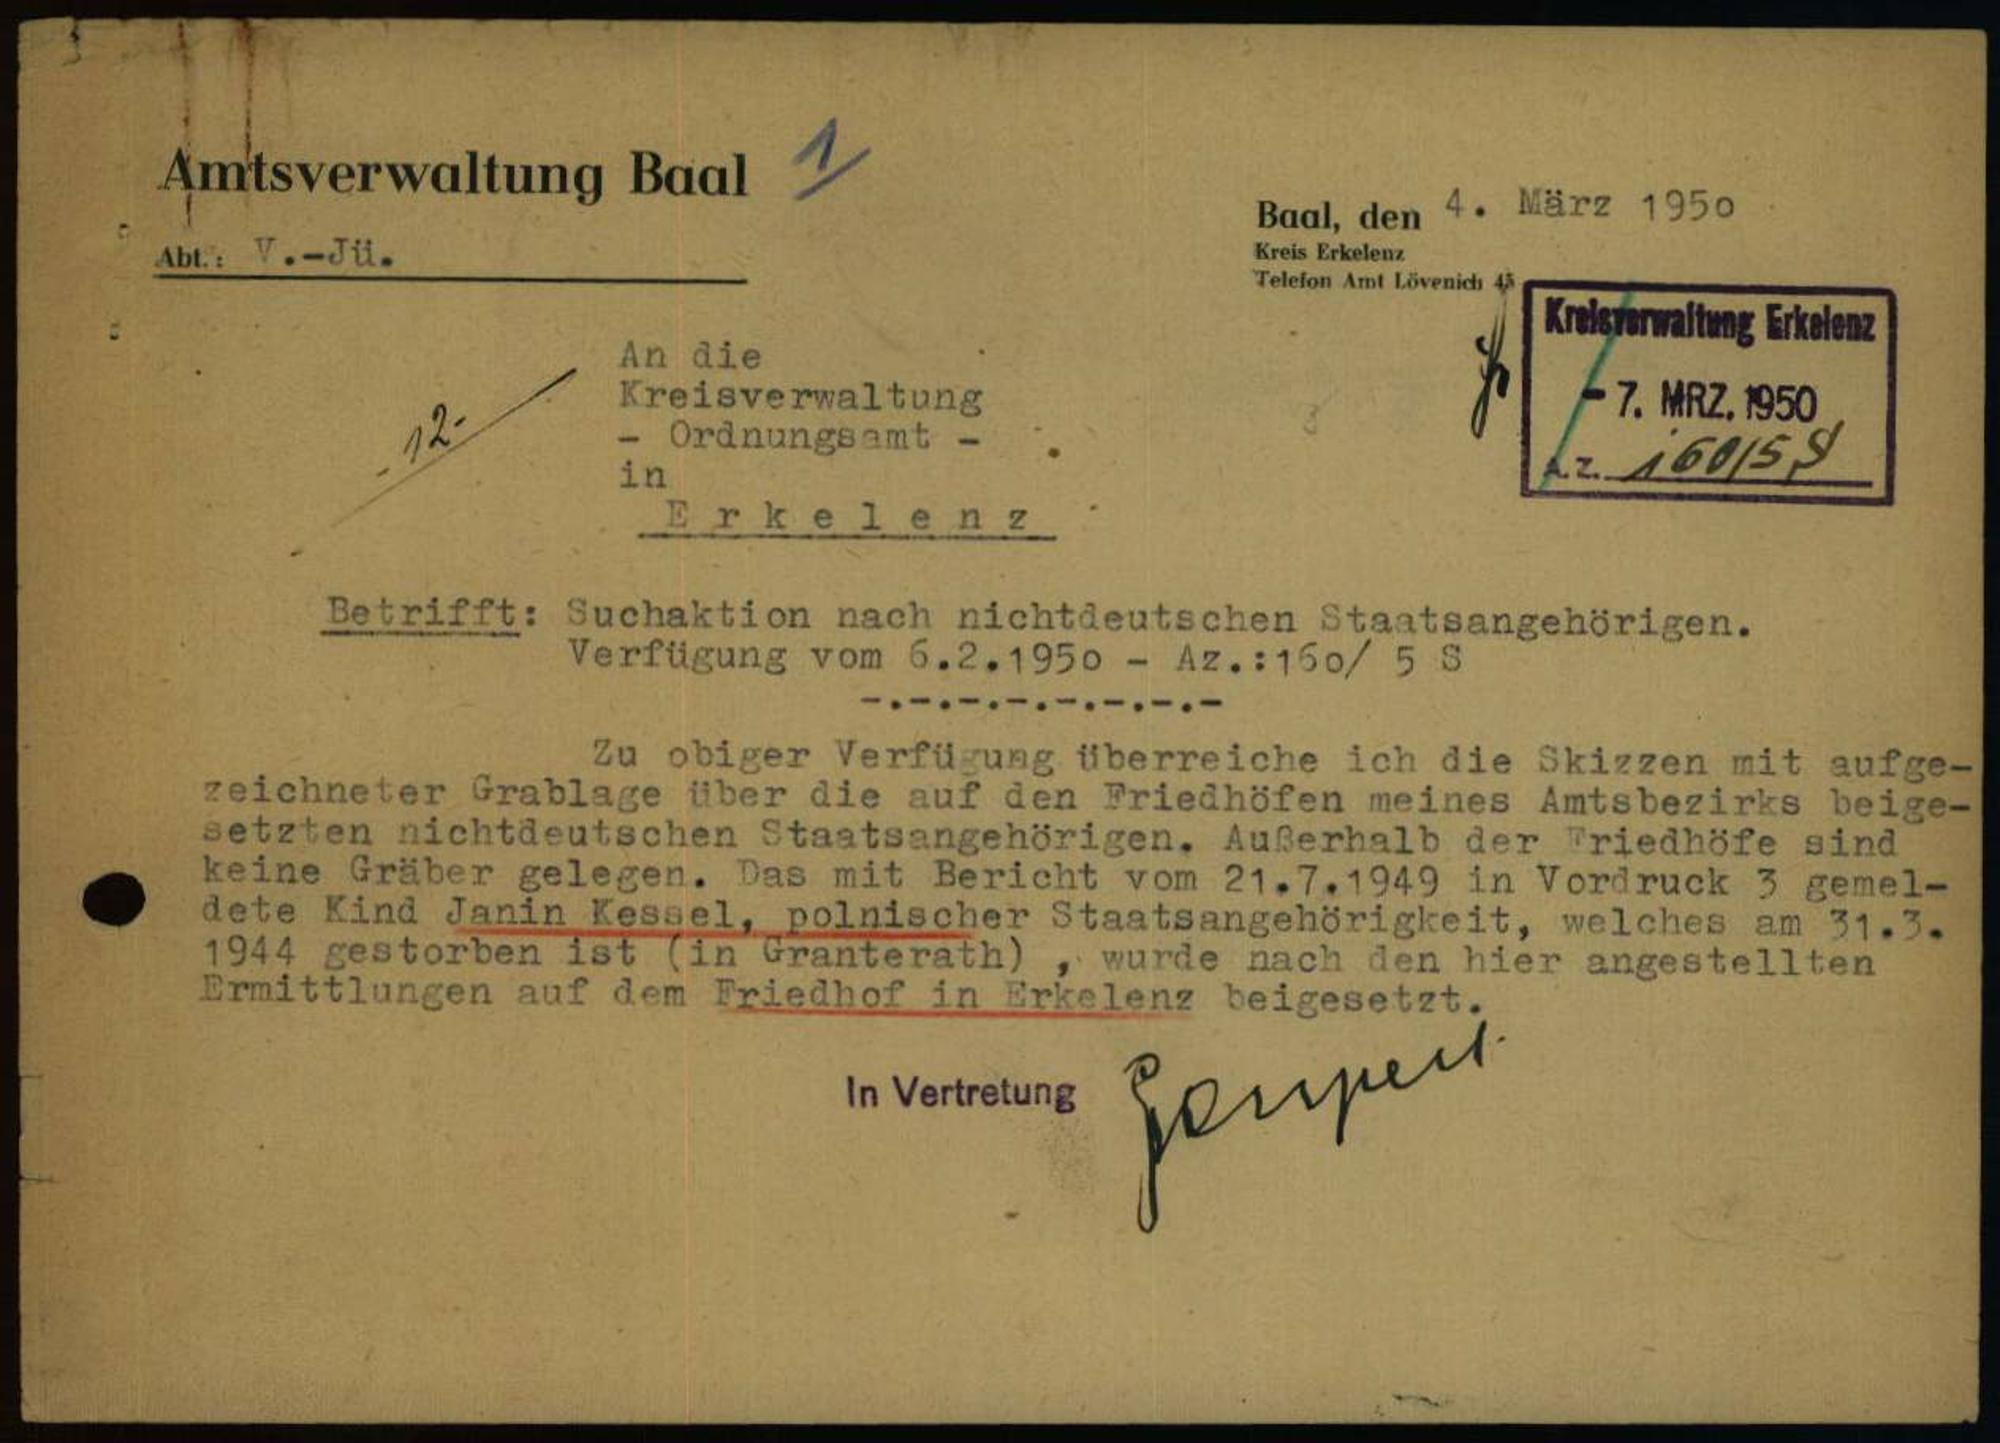 Amtsverwaltung Baal
1
Abt.: V.-Jü.
Baal, den 4. März 195o
Kreis Erkelenz
Telefon Amt Lövenich 45
Kreisverwaltung Erkelenz
- 7. MRZ. 1950
A.Z. 160/5 S
- 12 -
An die
Kreisverwaltung
- Ordnungsamt -
in
E r k e l e n z
Betrifft: Suchaktion nach nichtdeutschen Staatsangehörigen.
Verfügung vom 6.2.195o - Az.:16o/ 5 S
-.-.-.-.-.-.-.-
Zu obiger Verfügung überreiche ich die Skizzen mit aufge-
zeichneter Grablage über die auf den Friedhöfen meines Amtsbezirks beige-
setzten nichtdeutschen Staatsangehörigen. Außerhalb der Friedhöfe sind
keine Gräber gelegen. Das mit Bericht vom 21.7.1949 in Vordruck 3 gemel-
dete Kind Janin Kessel, polnischer Staatsangehörigkeit, welches am 31.3.
1944 gestorben ist (in Granterath) , wurde nach den hier angestellten
Ermittlungen auf dem Friedhof in Erkelenz beigesetzt.
In Vertretung